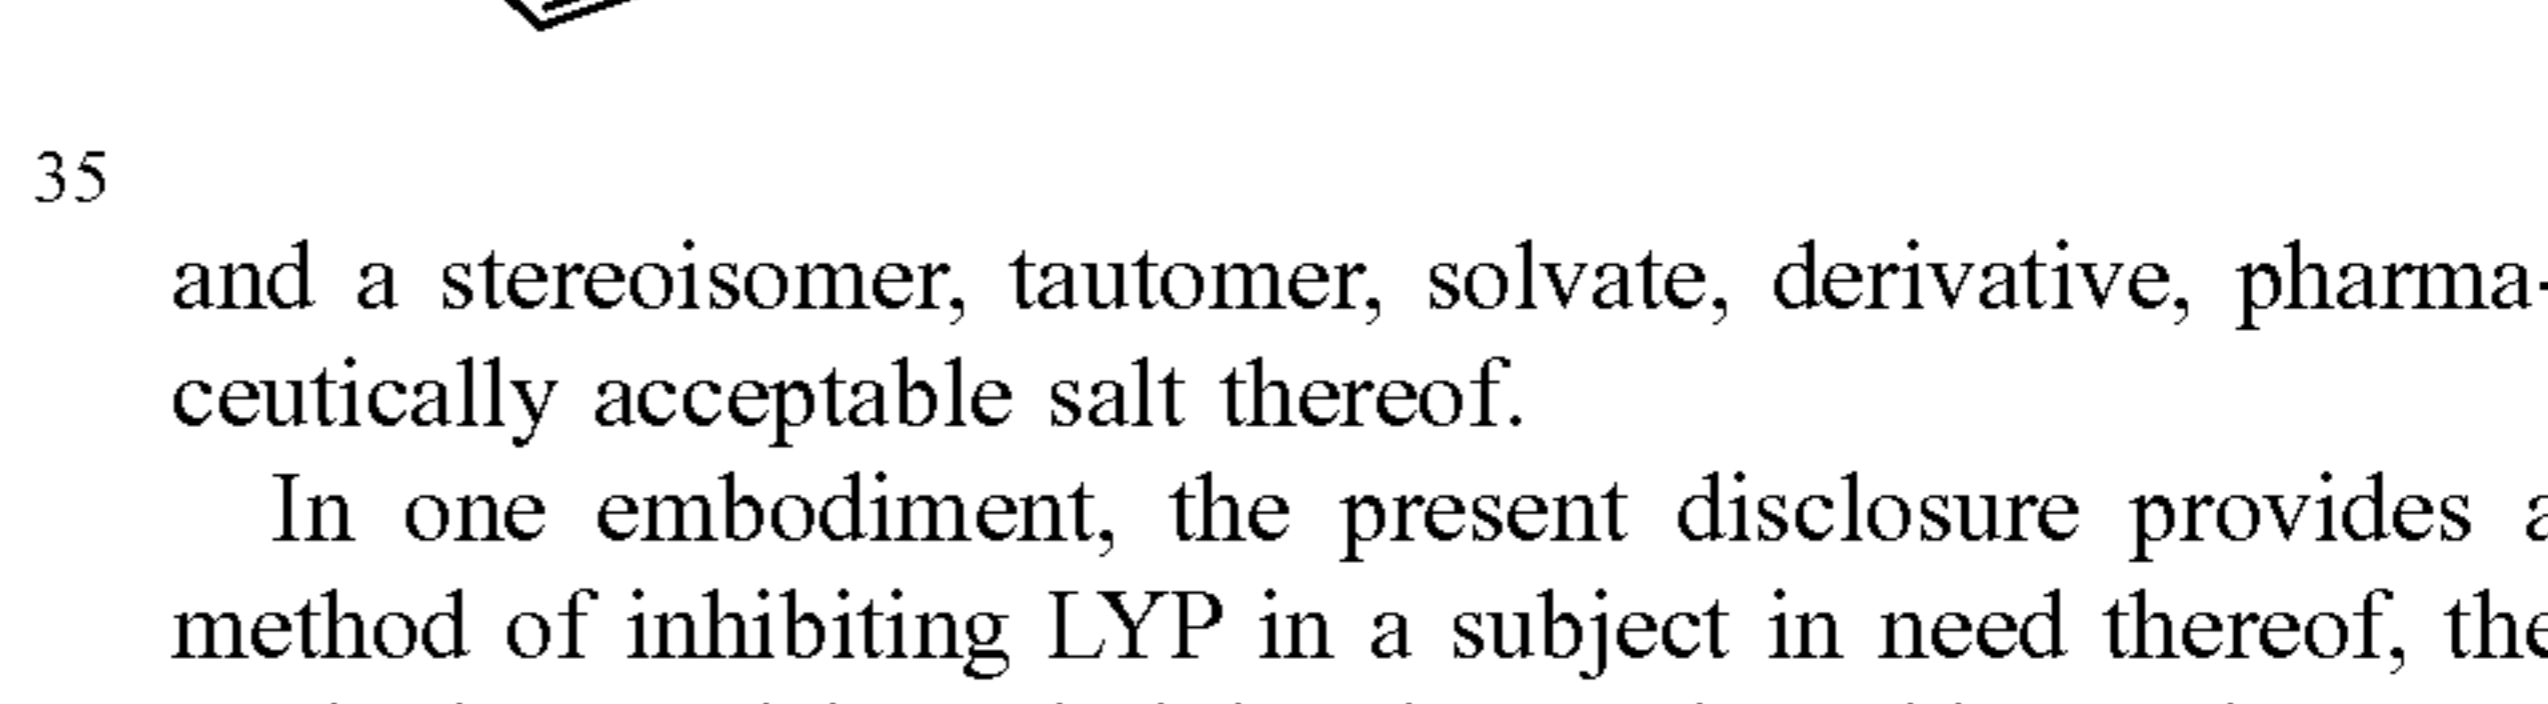 35
and a stereoisomer, tautomer, solvate, derivative, pharma-
ceutically acceptable salt thereof.
In one embodiment, the present disclosure provides a
method of inhibiting LYP in a subject in need thereof, the